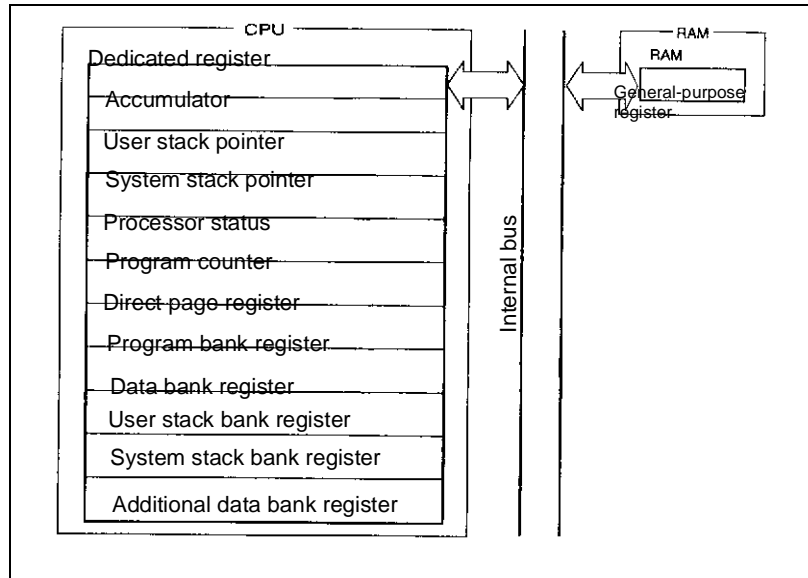 CPU
Dedicated register
Accumulator
User stack pointer
System stack pointer
Processor status
Program counter
Direct page register
Program bank register
Data bank register
User stack bank register
System stack bank register
Additional data bank register
Internal bus
RAM
RAM
General-purpose
register